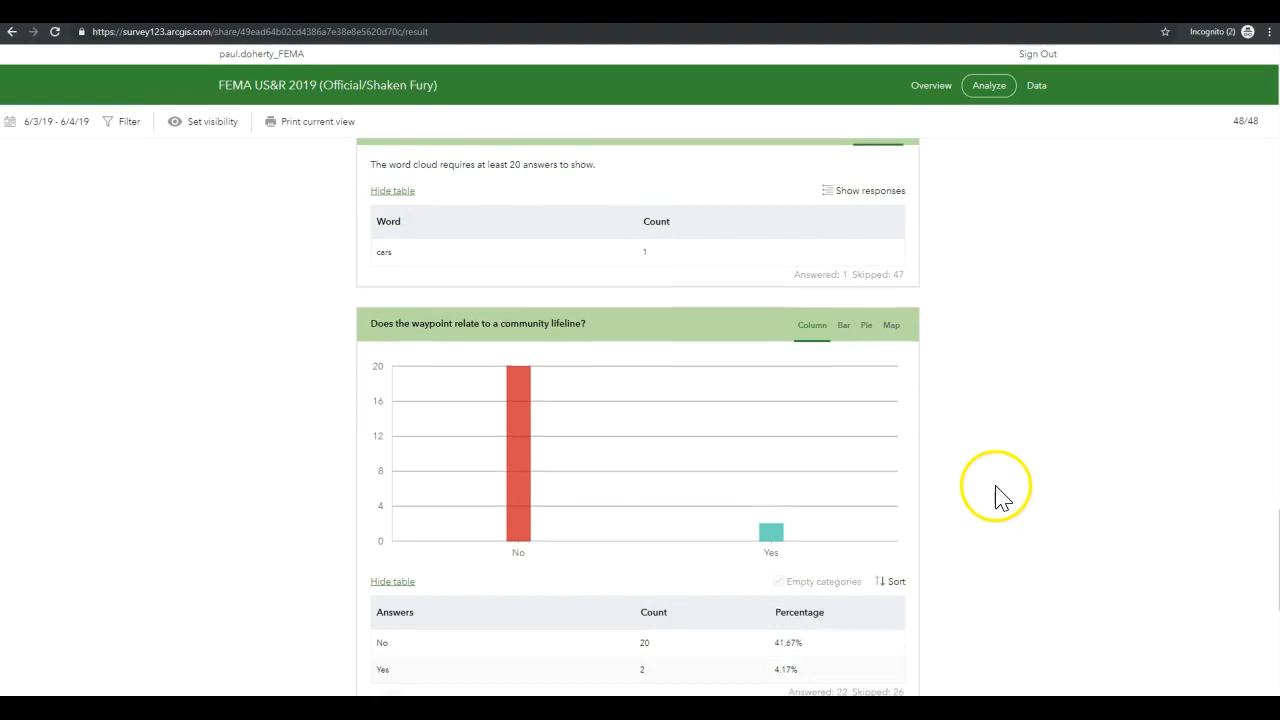 https://survey123.arcgis.com/share/49ead64b02cd4386a7e38e8e5620d70c/result
Incognito (2)
paul.doherty_FEMA
Sign Out
FEMA US&R 2019 (Official/Shaken Fury)
Overview Analyze Data
6/3/19 - 6/4/19 Filter Set visibility Print current view 48/48
The word cloud requires at least 20 answers to show.
Hide table Show responses
Word Count
cars 1
Answered: 1 Skipped: 47
Does the waypoint relate to a community lifeline? Column Bar Pie Map
20
16
12
8
4
0
No Yes
Hide table Empty categories Sort
Answers Count Percentage
No 20 41.67%
Yes 2 4.17%
Answered: 22 Skipped: 26